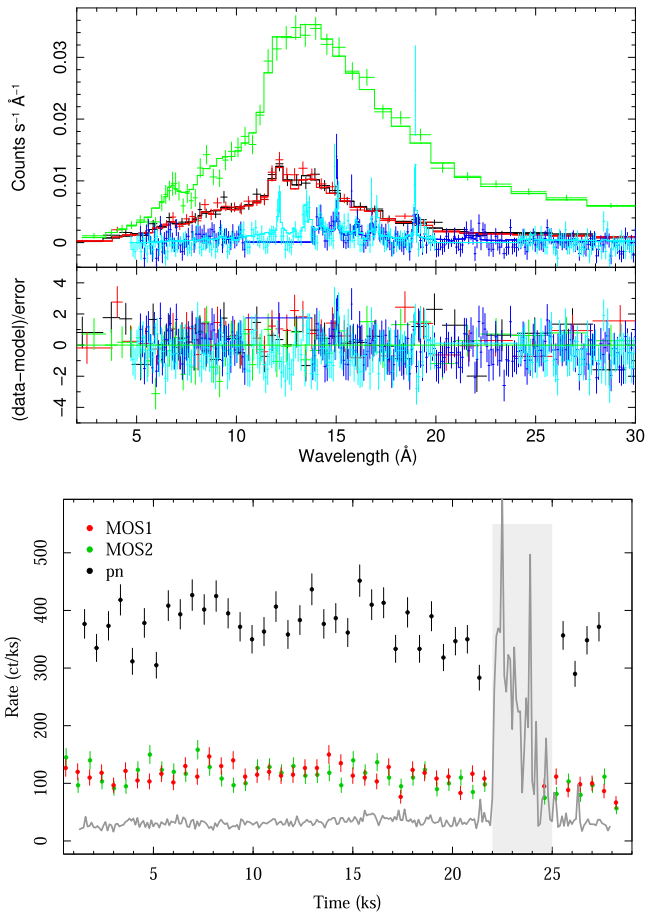 Counts s⁻¹ Å⁻¹
0.03
0.02
0.01
0
(data−model)/error
4
2
0
−2
−4
5 10 15 20 25 30
Wavelength (Å)
MOS1
MOS2
pn
Rate (ct/ks)
500
400
300
200
100
0
5 10 15 20 25
Time (ks)